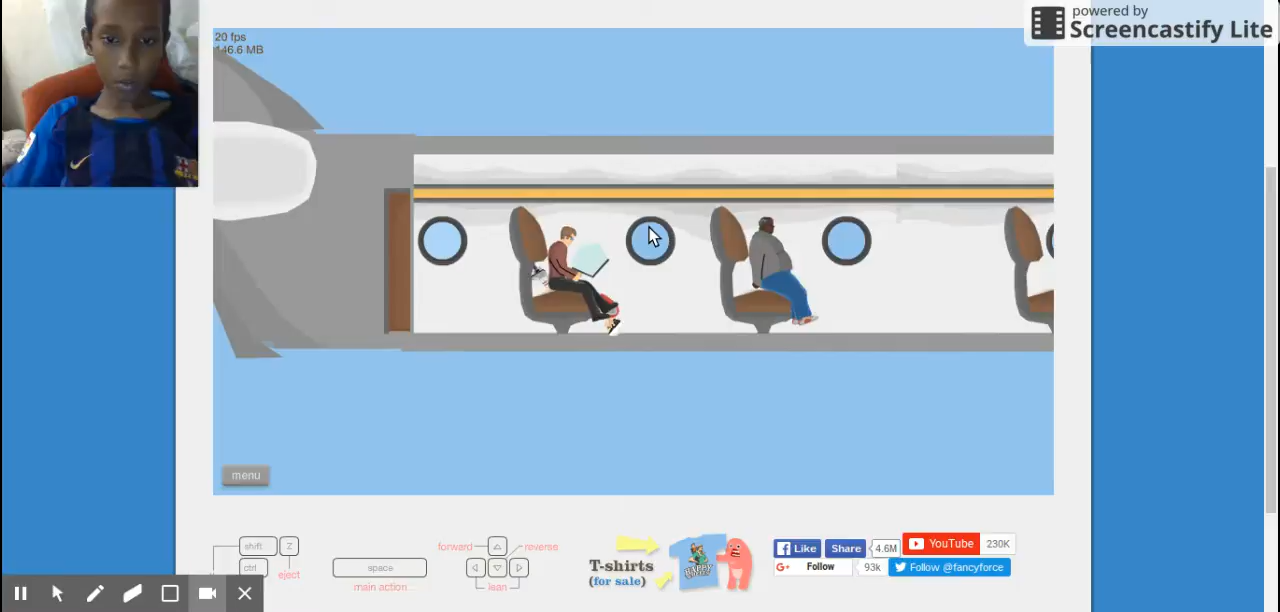 powered by
Screencastify Lite
20 fps
146.6 MB
menu
shift
Z
ctrl
eject
space
main action
forward
reverse
lean
T-shirts
(for sale)
HAPPY
Like
Share
4.6M
YouTube
230K
G+
Follow
93k
Follow @fancyforce